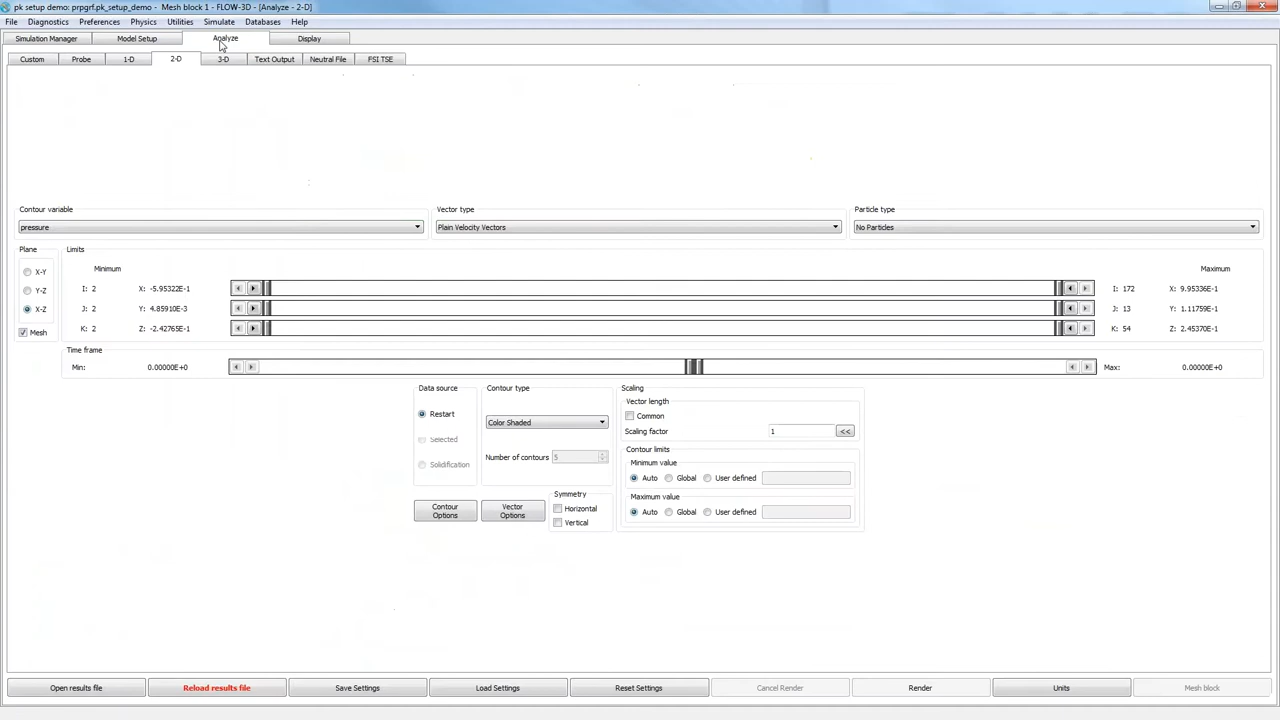 pk setup demo: prpgrf.pk_setup_demo - Mesh block 1 - FLOW-3D - [Analyze - 2-D]
File Diagnostics Preferences Physics Utilities Simulate Databases Help
Simulation Manager Model Setup Analyze Display
Custom Probe 1-D 2-D 3-D Text Output Neutral File FSI TSE
Contour variable Vector type Particle type
pressure Plain Velocity Vectors No Particles
Plane Limits
Minimum Maximum
X-Y
I: 2 X: -5.95322E-1 I: 172 X: 9.95336E-1
Y-Z
J: 2 Y: 4.85910E-3 J: 13 Y: 1.11759E-1
X-Z
K: 2 Z: -2.42765E-1 K: 54 Z: 2.45370E-1
Mesh
Time frame
Min: 0.00000E+0 Max: 0.00000E+0
Data source Contour type Scaling
Vector length
Restart Common
Color Shaded
Scaling factor 1 <<
Selected
Contour limits
Number of contours 5
Minimum value
Solidification
Auto Global User defined
Symmetry
Maximum value
Contour Options Vector Options Horizontal
Auto Global User defined
Vertical
Open results file Reload results file Save Settings Load Settings Reset Settings Cancel Render Render Units Mesh block